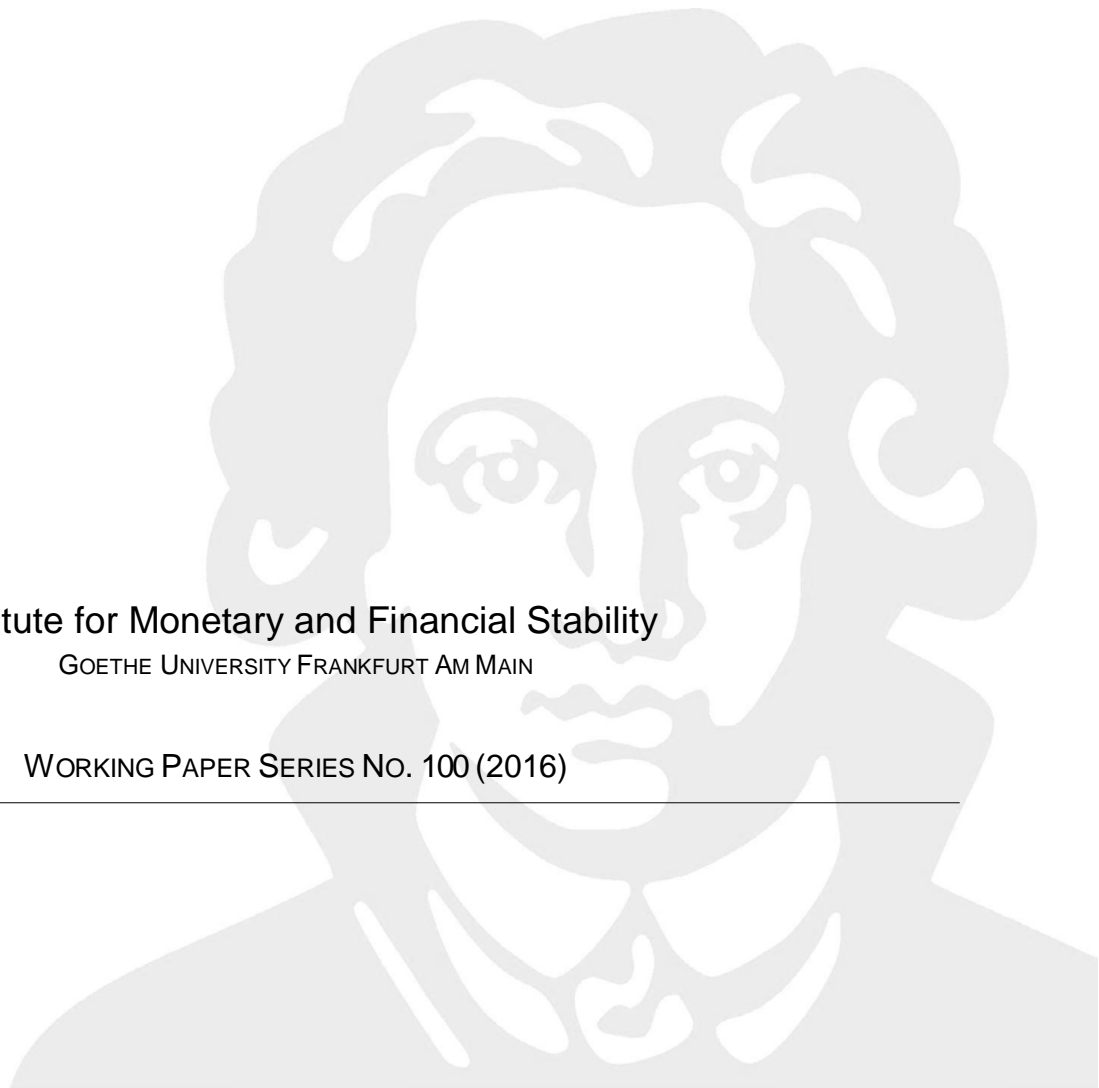 tute for Monetary and Financial Stability
GOETHE UNIVERSITY FRANKFURT AM MAIN
WORKING PAPER SERIES NO. 100 (2016)